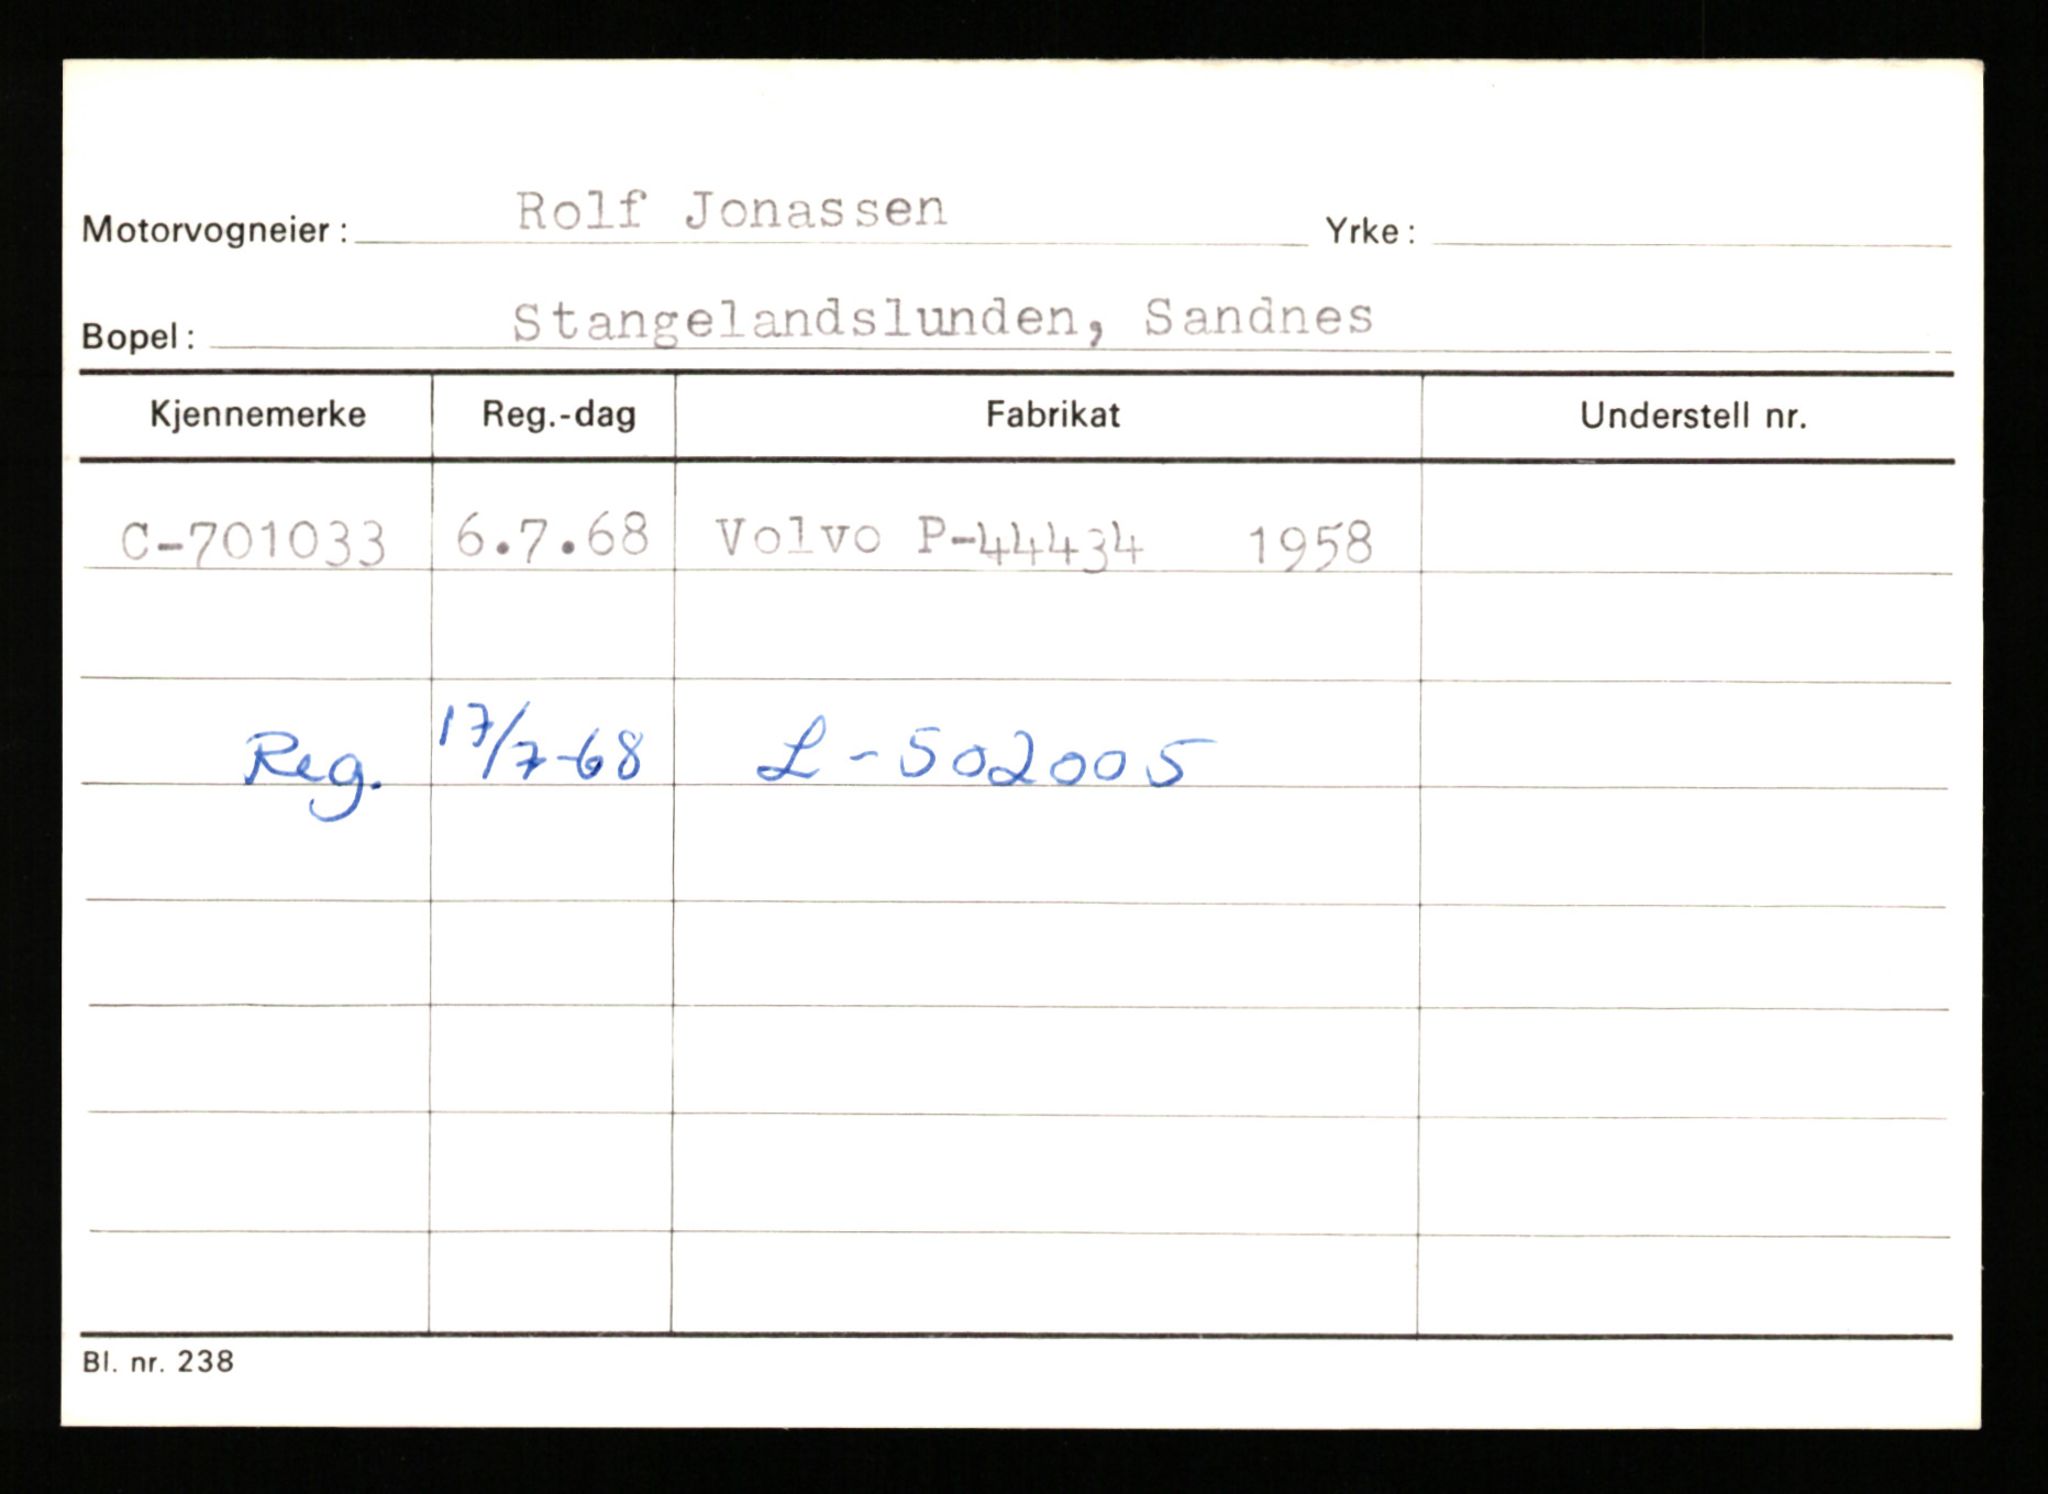 Motorvogneier: Rolf Jonassen Yrke:
Bopel: Stangelandslunden, Sandnes
Kjennemerke Reg.-dag Fabrikat Understell nr.
C-701033 6.7.68 Volvo P-44434 1958
Reg. 17/7-68 L-502005
Bl. nr. 238